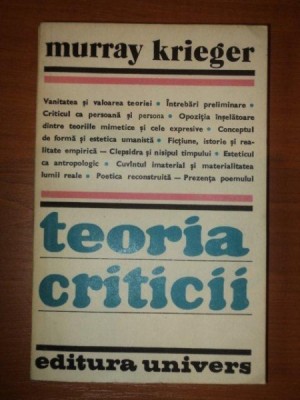 murray krieger
Vanitatea și valoarea teoriei • Întrebări preliminare •
Criticul ca persoană și persona • Opoziția înșelătoare
dintre teoriile mimetice și cele expresive • Conceptul
de formă și estetica umanistă • Ficțiune, istorie și rea-
litate empirică — Clepsidra și nisipul timpului • Esteticul
ca antropologic • Cuvîntul imaterial și materialitatea
lumii reale • Poetica reconstruită — Prezența poemului
teoria
criticii
editura univers